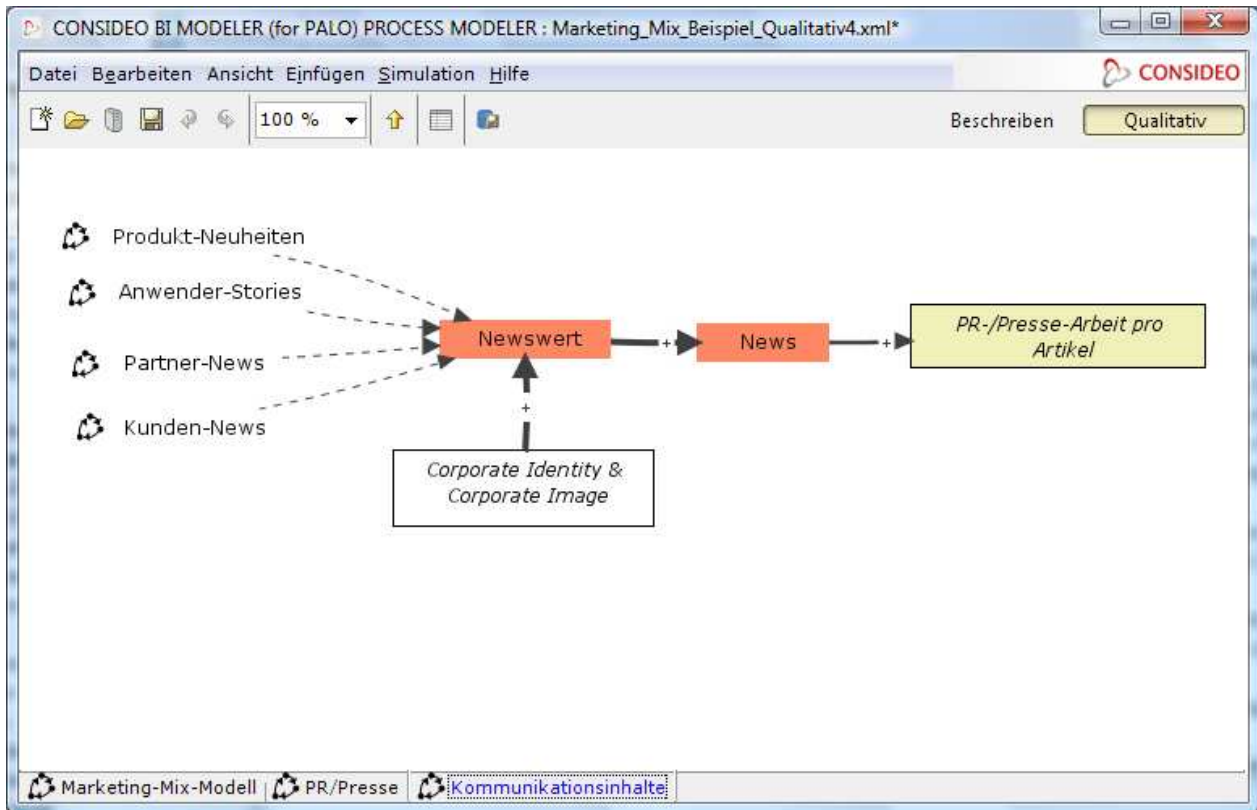 CONSIDEO BI MODELER (for PALO) PROCESS MODELER : Marketing_Mix_Beispiel_Qualitativ4.xml*
Datei Bearbeiten Ansicht Einfügen Simulation Hilfe
CONSIDEO
100 %
Beschreiben
Qualitativ
Produkt-Neuheiten
Anwender-Stories
Partner-News
Kunden-News
Newswert
+
News
+
PR-/Presse-Arbeit pro
Artikel
+
Corporate Identity &
Corporate Image
Marketing-Mix-Modell
PR/Presse
Kommunikationsinhalte